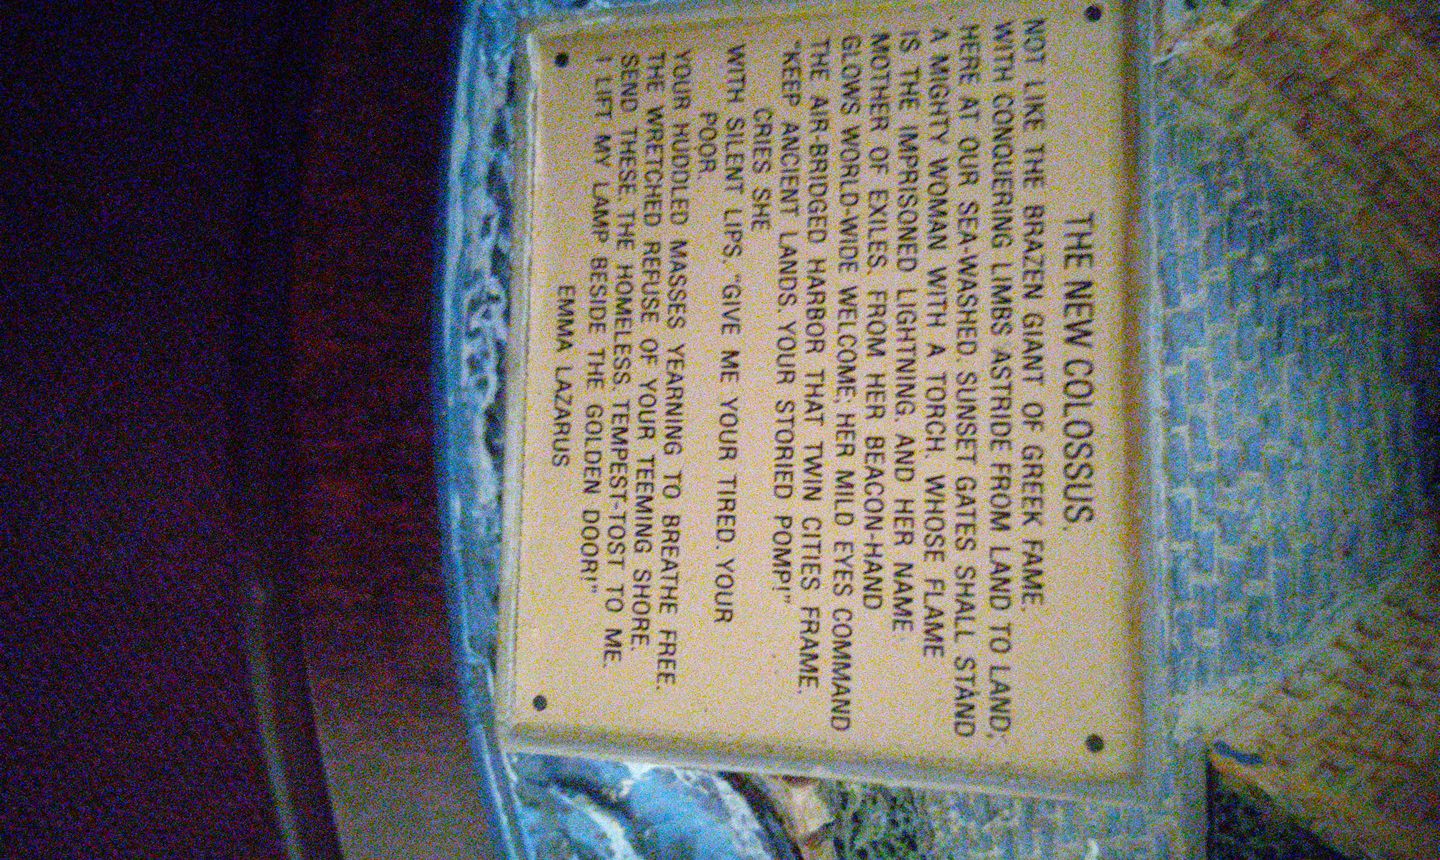 THE NEW COLOSSUS.
NOT LIKE THE BRAZEN GIANT OF GREEK FAME.
WITH CONQUERING LIMBS ASTRIDE FROM LAND TO LAND;
HERE AT OUR SEA-WASHED, SUNSET GATES SHALL STAND
A MIGHTY WOMAN WITH A TORCH, WHOSE FLAME
IS THE IMPRISONED LIGHTNING, AND HER NAME
MOTHER OF EXILES. FROM HER BEACON-HAND
GLOWS WORLD-WIDE WELCOME; HER MILD EYES COMMAND
THE AIR-BRIDGED HARBOR THAT TWIN CITIES FRAME.
"KEEP ANCIENT LANDS, YOUR STORIED POMP!"
CRIES SHE
WITH SILENT LIPS. "GIVE ME YOUR TIRED, YOUR
POOR,
YOUR HUDDLED MASSES YEARNING TO BREATHE FREE.
THE WRETCHED REFUSE OF YOUR TEEMING SHORE.
SEND THESE, THE HOMELESS, TEMPEST-TOST TO ME.
I LIFT MY LAMP BESIDE THE GOLDEN DOOR!"
EMMA LAZARUS